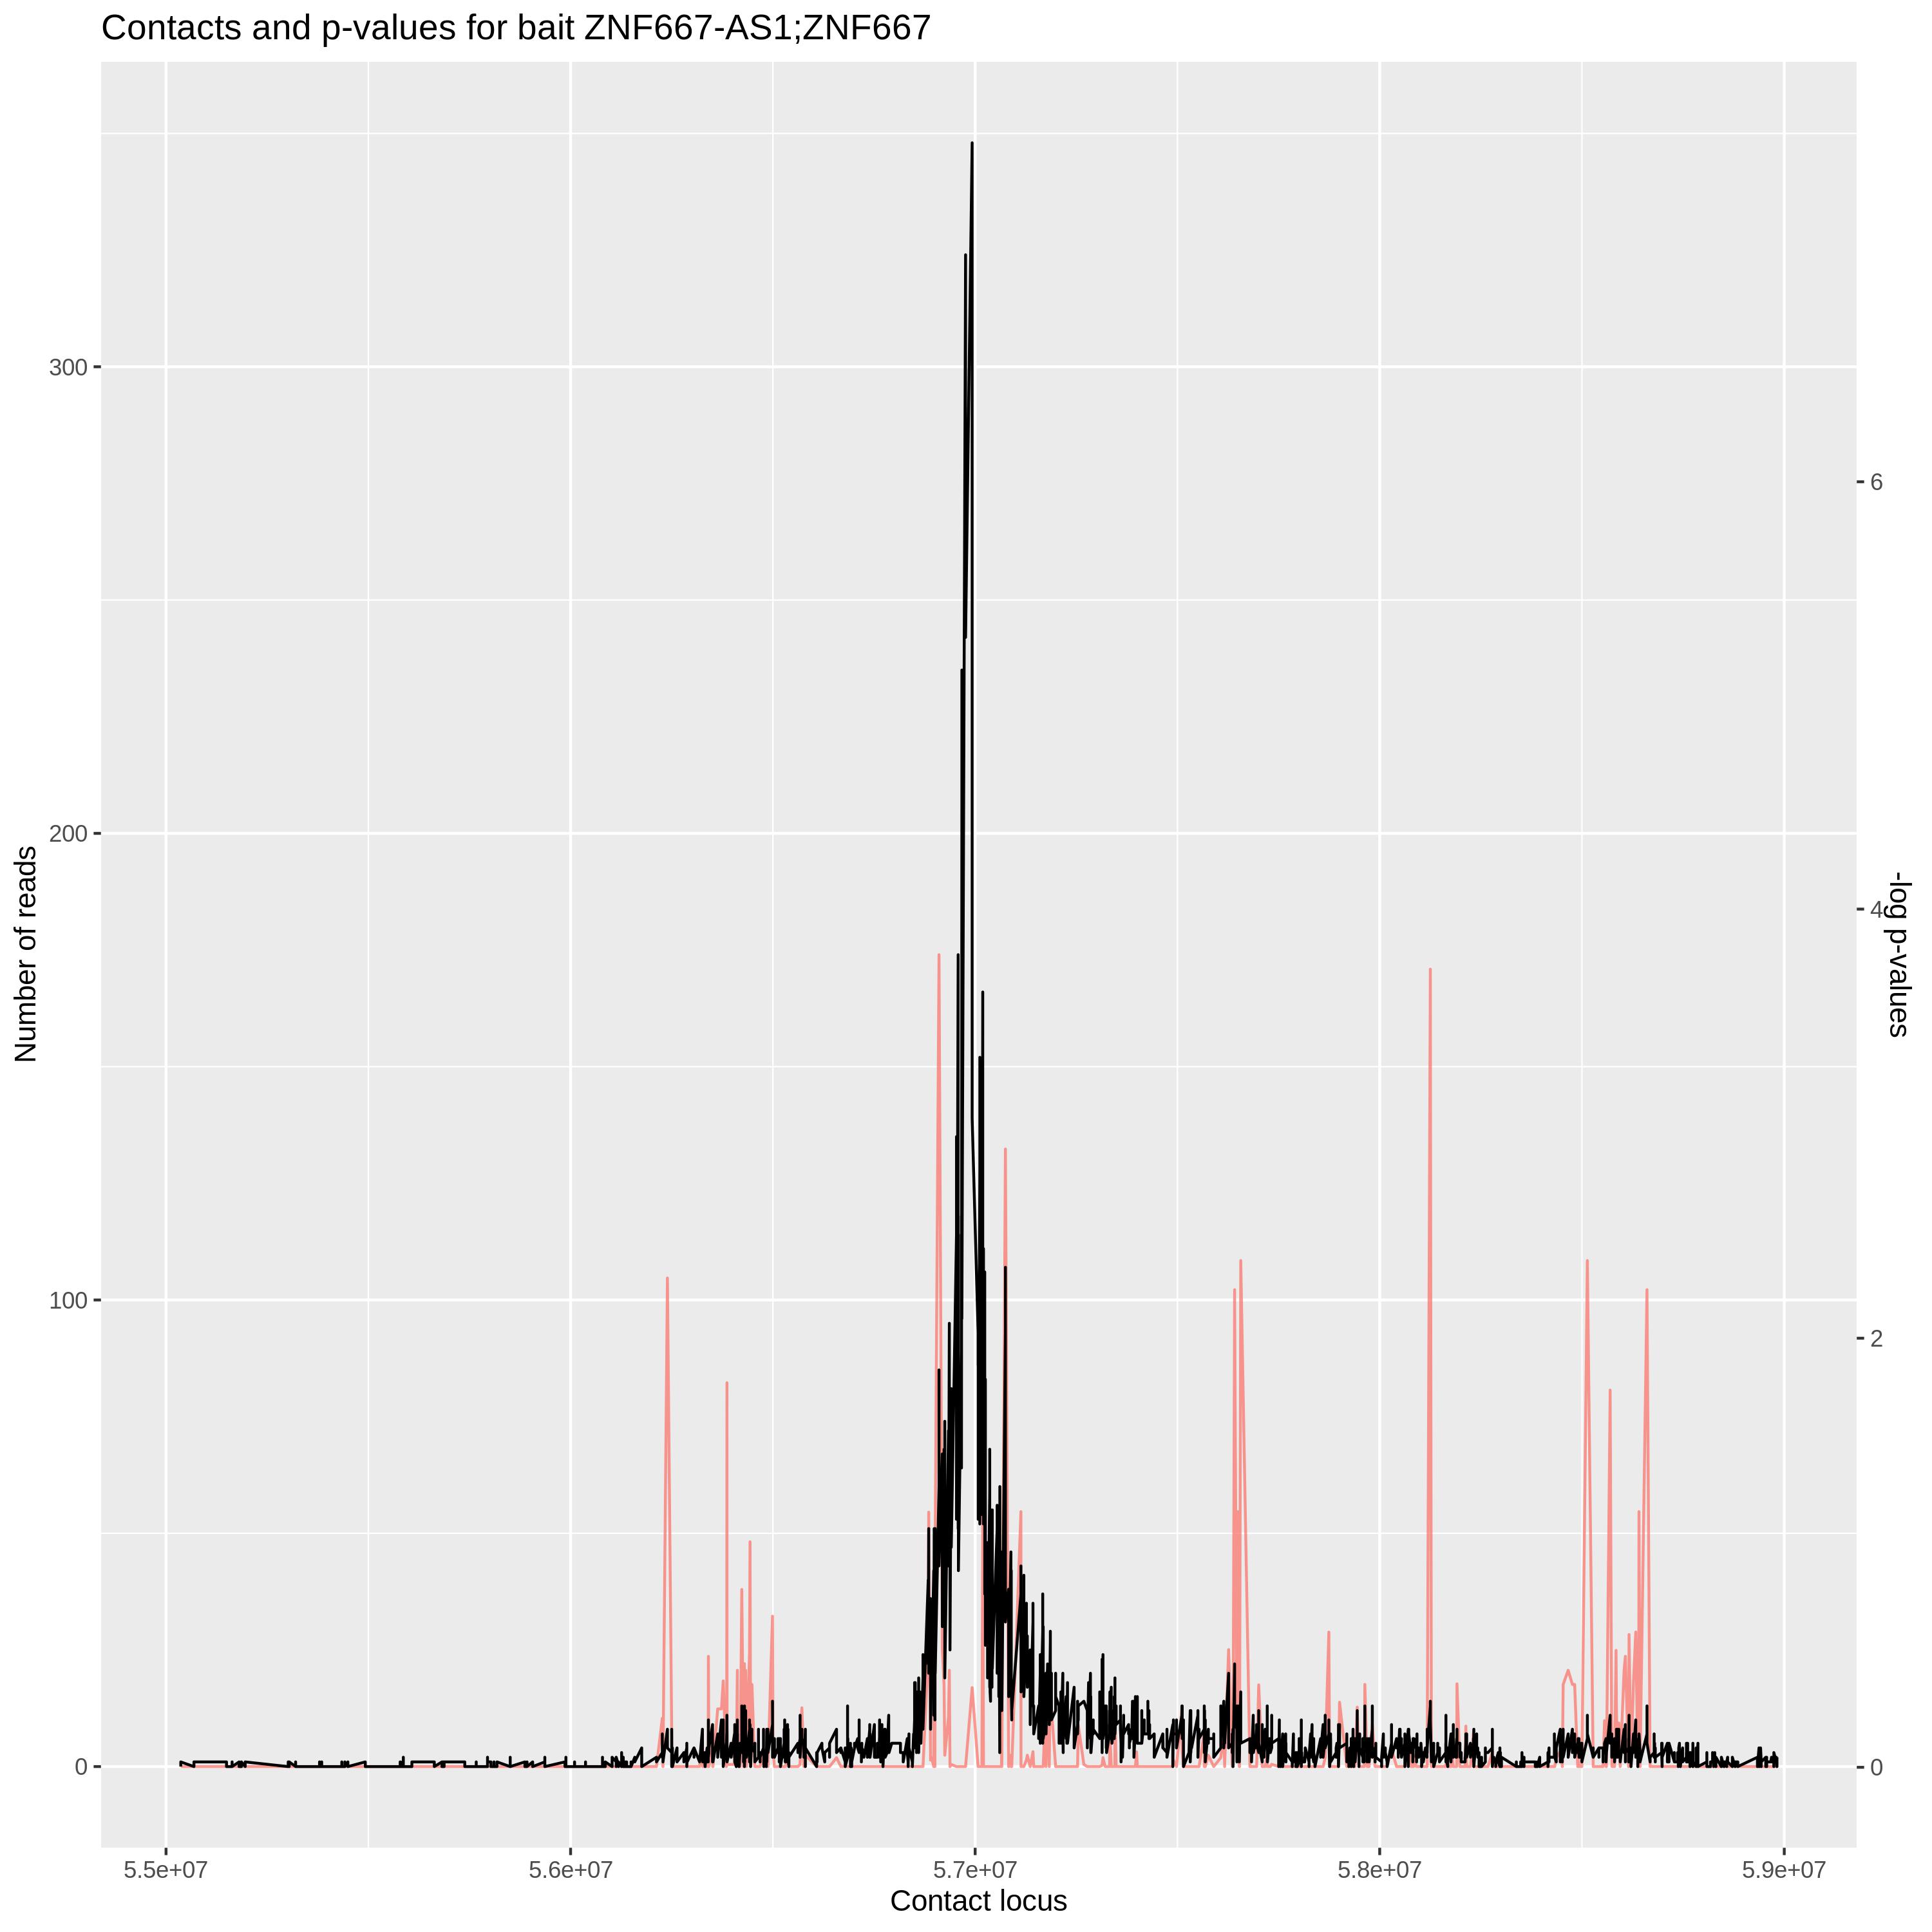 Contacts and p-values for bait ZNF667-AS1;ZNF667
300
200
100
0
Number of reads
6
4
2
0
-log p-values
5.5e+07
5.6e+07
5.7e+07
5.8e+07
5.9e+07
Contact locus